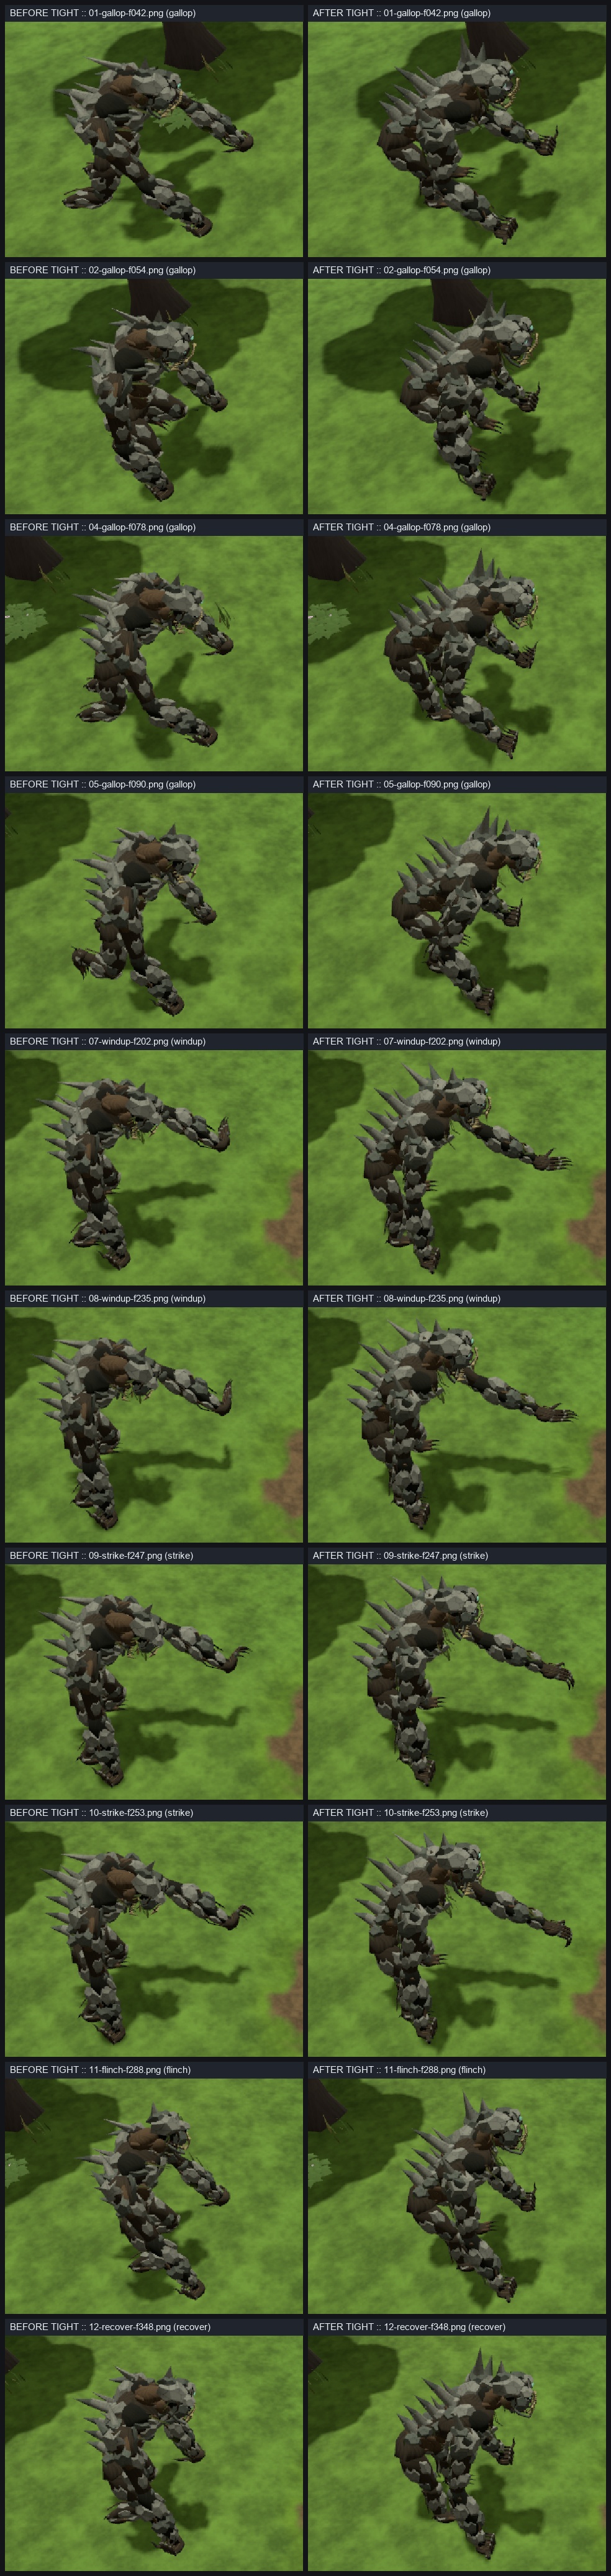 BEFORE TIGHT :: 01-gallop-f042.png (gallop)
AFTER TIGHT :: 01-gallop-f042.png (gallop)
BEFORE TIGHT :: 02-gallop-f054.png (gallop)
AFTER TIGHT :: 02-gallop-f054.png (gallop)
BEFORE TIGHT :: 04-gallop-f078.png (gallop)
AFTER TIGHT :: 04-gallop-f078.png (gallop)
BEFORE TIGHT :: 05-gallop-f090.png (gallop)
AFTER TIGHT :: 05-gallop-f090.png (gallop)
BEFORE TIGHT :: 07-windup-f202.png (windup)
AFTER TIGHT :: 07-windup-f202.png (windup)
BEFORE TIGHT :: 08-windup-f235.png (windup)
AFTER TIGHT :: 08-windup-f235.png (windup)
BEFORE TIGHT :: 09-strike-f247.png (strike)
AFTER TIGHT :: 09-strike-f247.png (strike)
BEFORE TIGHT :: 10-strike-f253.png (strike)
AFTER TIGHT :: 10-strike-f253.png (strike)
BEFORE TIGHT :: 11-flinch-f288.png (flinch)
AFTER TIGHT :: 11-flinch-f288.png (flinch)
BEFORE TIGHT :: 12-recover-f348.png (recover)
AFTER TIGHT :: 12-recover-f348.png (recover)